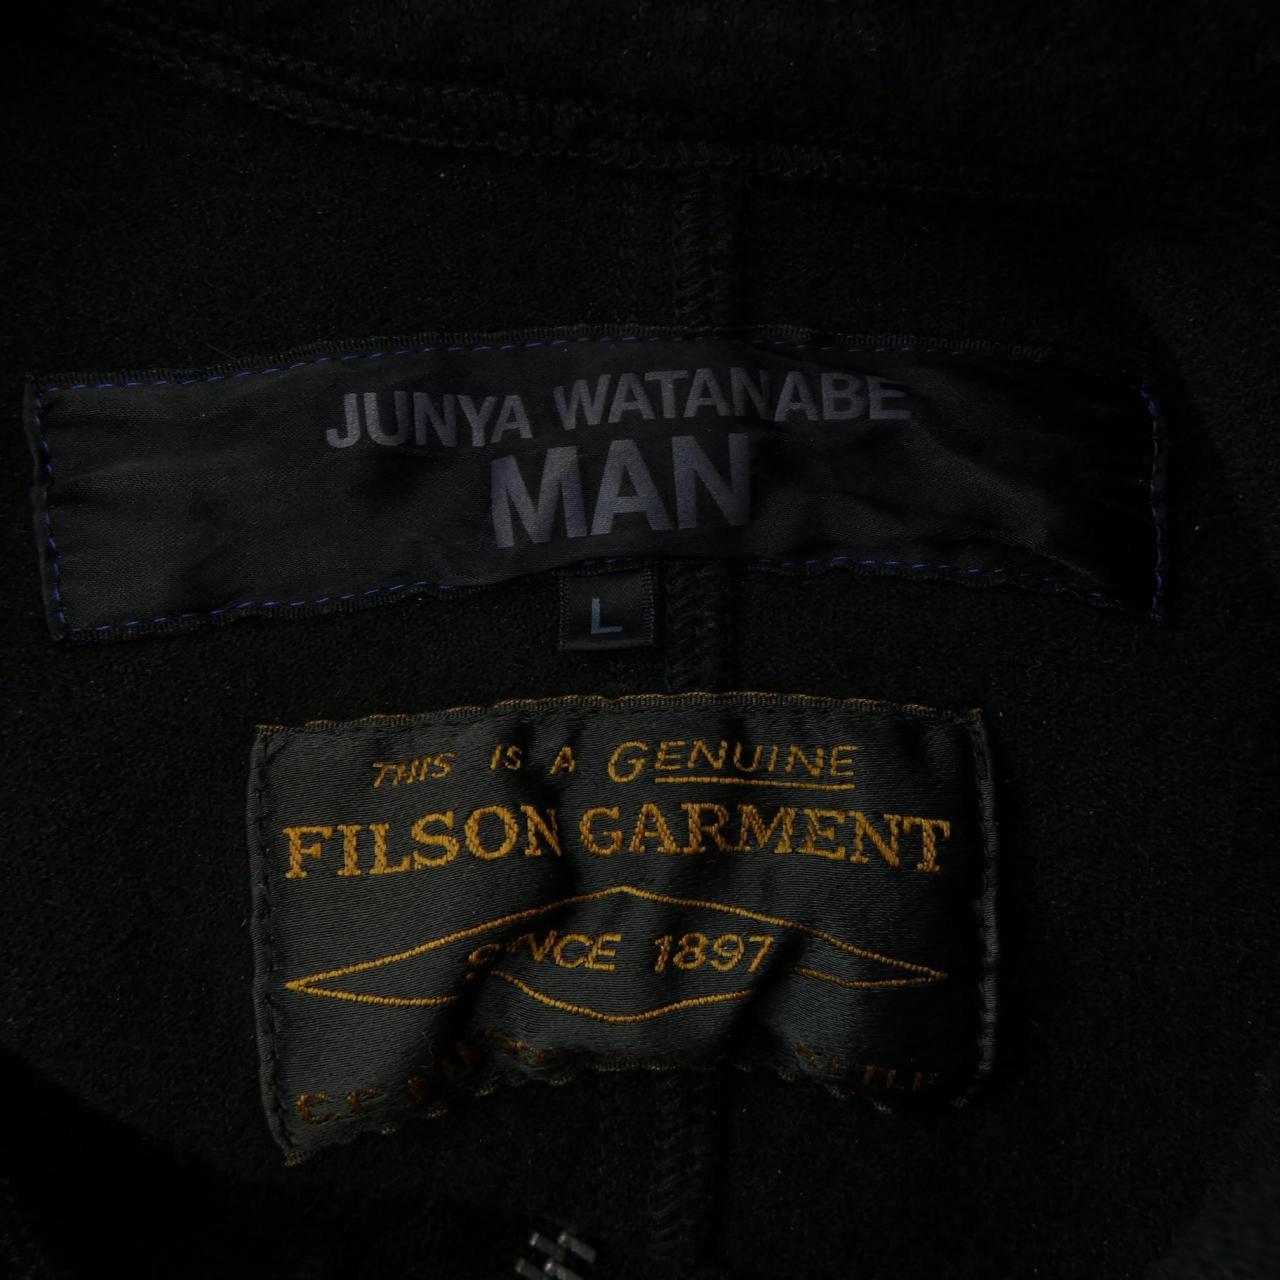 JUNYA WATANABE
MAN
L
THIS IS A GENUINE
FILSON GARMENT
SINCE 1897